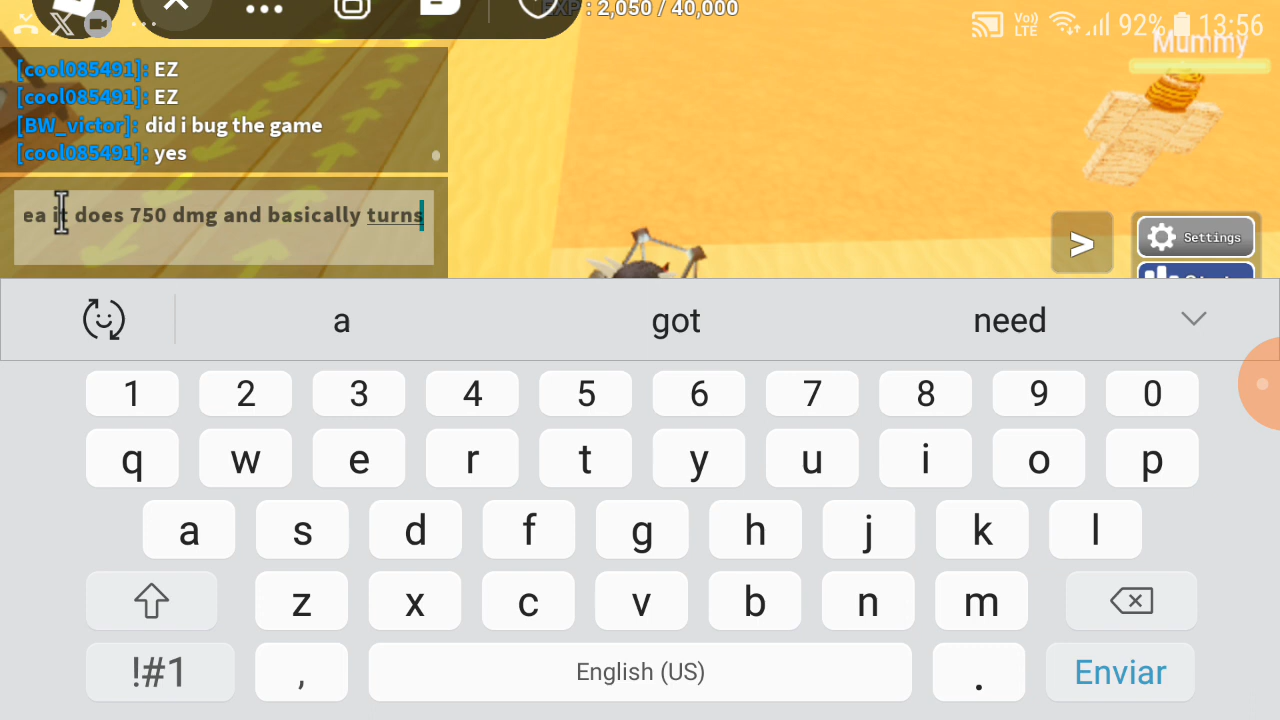 : 2,050 / 40,000
Vo))
LTE
92%
13:56
Mummy
[cool085491]: EZ
[cool085491]: EZ
[BW_victor]: did i bug the game
[cool085491]: yes
ea it does 750 dmg and basically turns
>
Settings
a got need
1 2 3 4 5 6 7 8 9 0
q w e r t y u i o p
a s d f g h j k l
z x c v b n m
!#1 , English (US) . Enviar